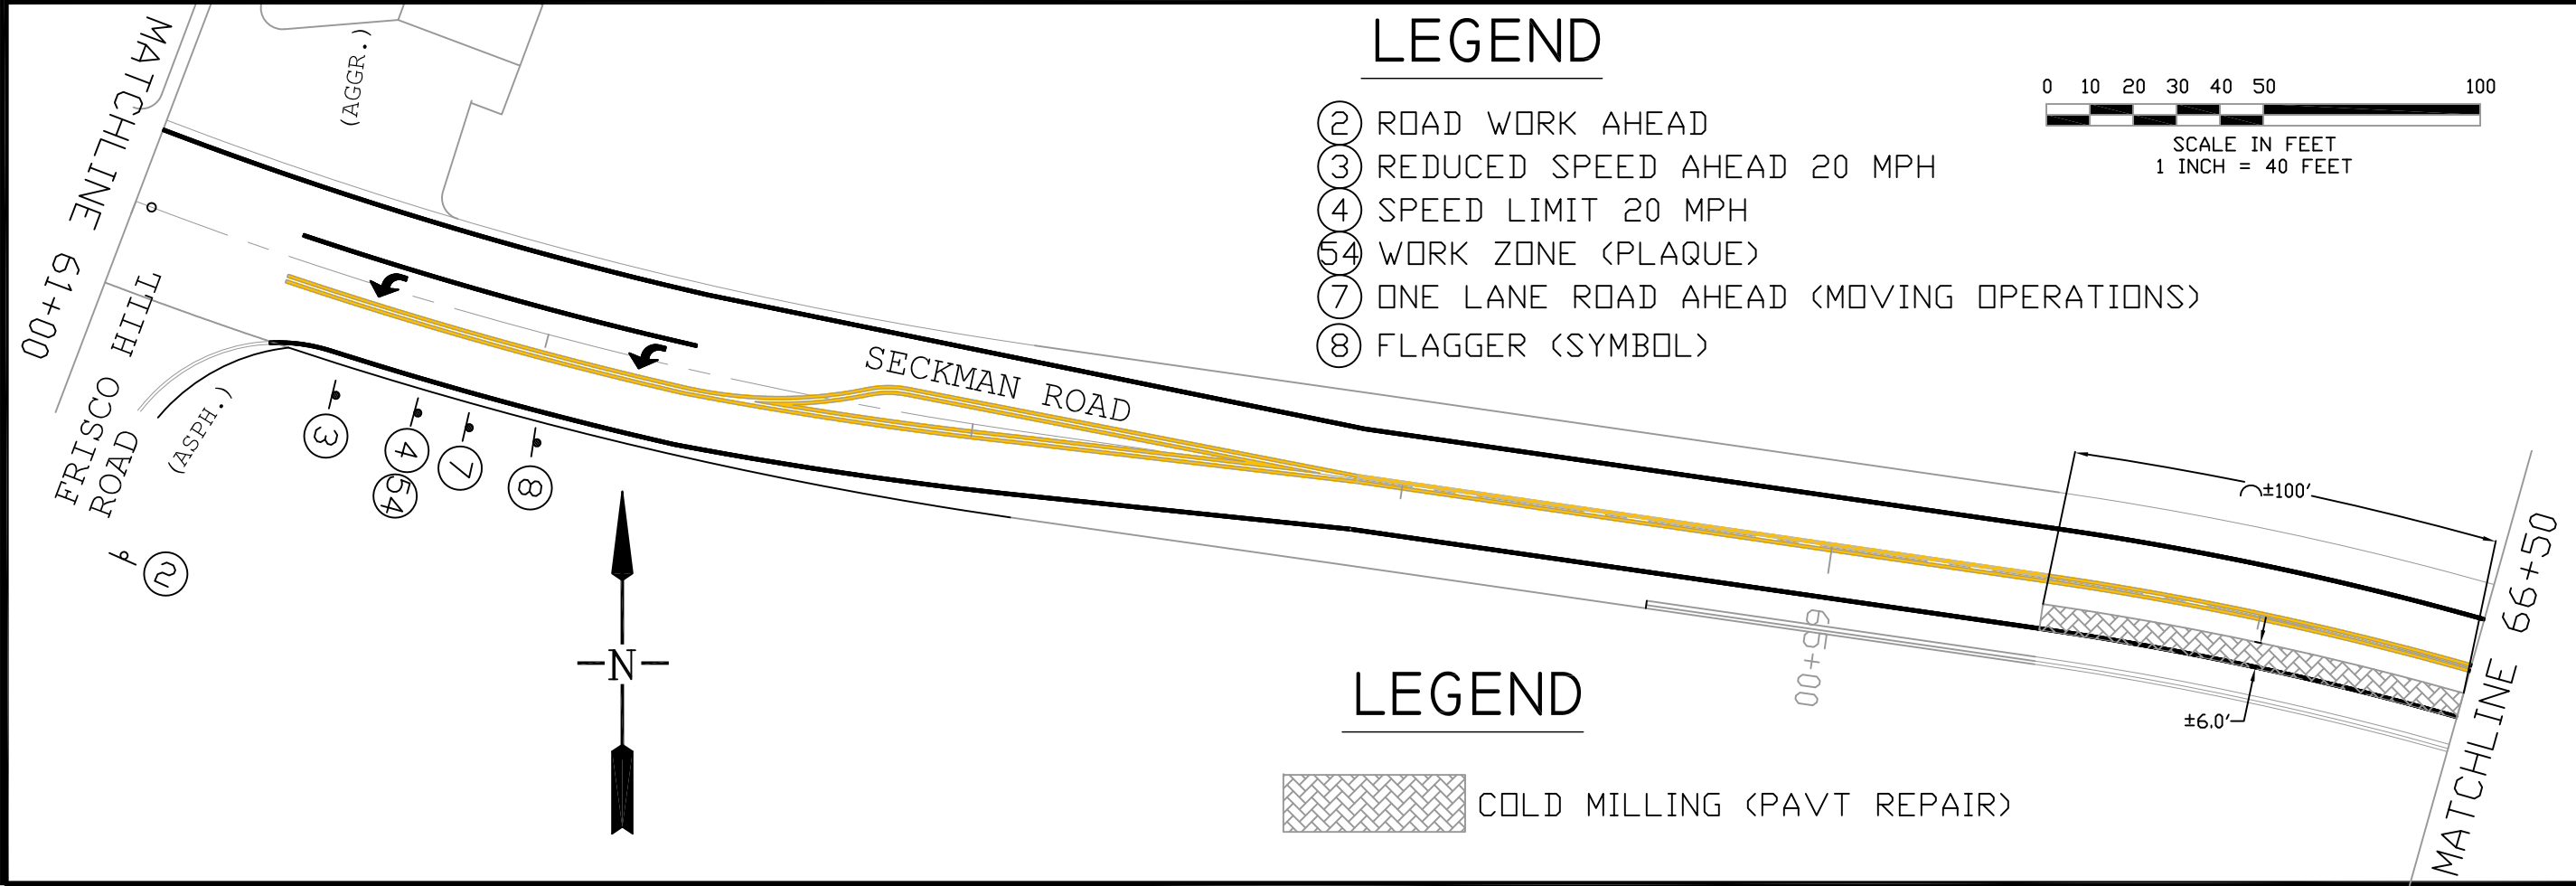 MATCHLINE 61+00
(AGGR.)
FRISCO HILL
ROAD
(ASPH.)
3
4
54
7
8
2
N
SECKMAN ROAD
LEGEND
2 ROAD WORK AHEAD
3 REDUCED SPEED AHEAD 20 MPH
4 SPEED LIMIT 20 MPH
54 WORK ZONE (PLAQUE)
7 ONE LANE ROAD AHEAD (MOVING OPERATIONS)
8 FLAGGER (SYMBOL)
0 10 20 30 40 50 100
SCALE IN FEET
1 INCH = 40 FEET
±100'
65+00
±6.0'
MATCHLINE 66+50
LEGEND
COLD MILLING (PAVT REPAIR)